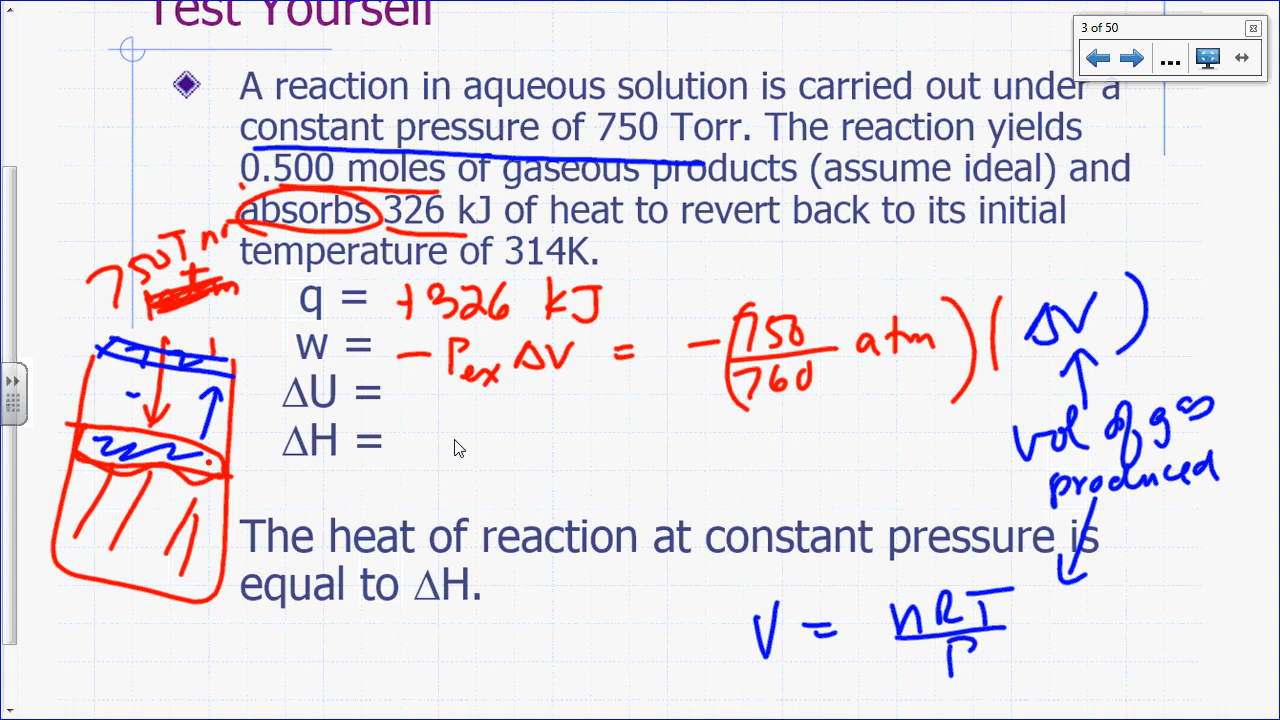 Test Yourself
3 of 50
A reaction in aqueous solution is carried out under a
constant pressure of 750 Torr. The reaction yields
0.500 moles of gaseous products (assume ideal) and
absorbs 326 kJ of heat to revert back to its initial
temperature of 314K.
750 Torr
q = +326 kJ
w = - Pex ΔV = - (750/760 atm) (ΔV)
ΔU =
ΔH =
vol of gas
produced
The heat of reaction at constant pressure is
equal to ΔH.
V = nRT/P